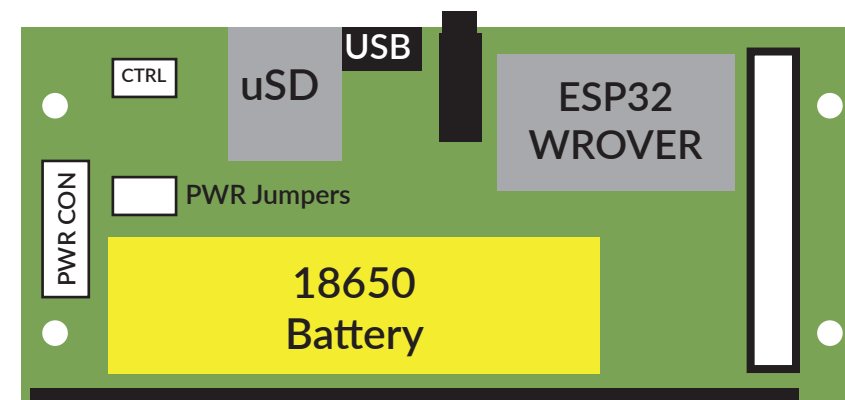 USB
CTRL
uSD
ESP32
WROVER
PWR CON
PWR Jumpers
18650
Battery